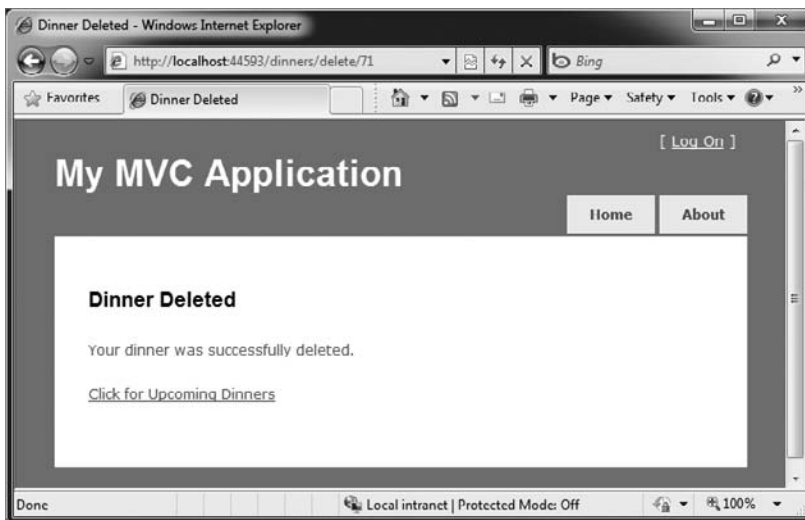 Dinner Deleted - Windows Internet Explorer
http://localhost:44593/dinners/delete/71
Bing
Favorites
Dinner Deleted
Page
Safety
Tools
[ Log On ]
My MVC Application
Home
About
Dinner Deleted
Your dinner was successfully deleted.
Click for Upcoming Dinners
Done
Local intranet | Protected Mode: Off
100%